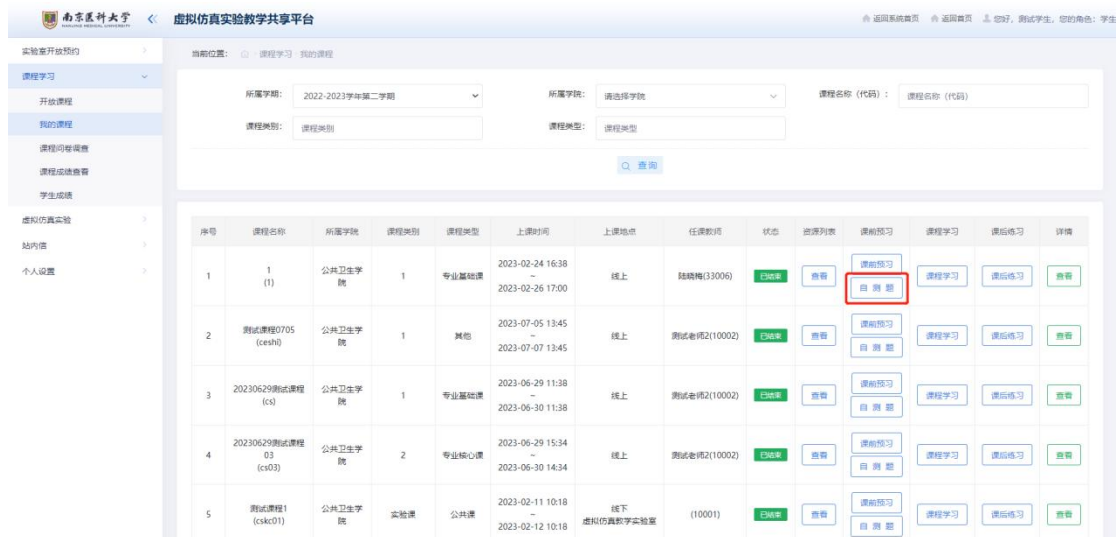 南京医科大学
虚拟仿真实验教学共享平台
返回系统首页 返回首页 您好，测试学生，您的角色：学生
实验室开放预约
课程学习
开放课程
我的课程
课程问卷调查
课程成绩查看
学生成绩
虚拟仿真实验
站内信
个人设置
当前位置： 课程学习 我的课程
所属学期： 2022-2023学年第二学期 所属学院： 请选择学院 课程名称（代码）： 课程名称（代码）
课程类别： 课程类别 课程类型： 课程类型
查询
序号 课程名称 所属学院 课程类别 课程类型 上课时间 上课地点 任课教师 状态 资源列表 课前预习 课程学习 课后练习 详情
1 1 (1) 公共卫生学院 1 专业基础课 2023-02-24 16:38 ~ 2023-02-26 17:00 线上 陆晓梅(33006) 已结束 查看 课前预习 自测题 课程学习 课后练习 查看
2 测试课程0705 (ceshi) 公共卫生学院 1 其他 2023-07-05 13:45 ~ 2023-07-07 13:45 线上 测试老师2(10002) 已结束 查看 课前预习 自测题 课程学习 课后练习 查看
3 20230629测试课程 (cs) 公共卫生学院 1 专业基础课 2023-06-29 11:38 ~ 2023-06-30 11:38 线上 测试老师2(10002) 已结束 查看 课前预习 自测题 课程学习 课后练习 查看
4 20230629测试课程03 (cs03) 公共卫生学院 2 专业核心课 2023-06-29 15:34 ~ 2023-06-30 14:34 线上 测试老师2(10002) 已结束 查看 课前预习 自测题 课程学习 课后练习 查看
5 测试课程1 (cskc01) 公共卫生学院 实验课 公共课 2023-02-11 10:18 ~ 2023-02-12 10:18 线下 虚拟仿真教学实验室 (10001) 已结束 查看 课前预习 自测题 课程学习 课后练习 查看